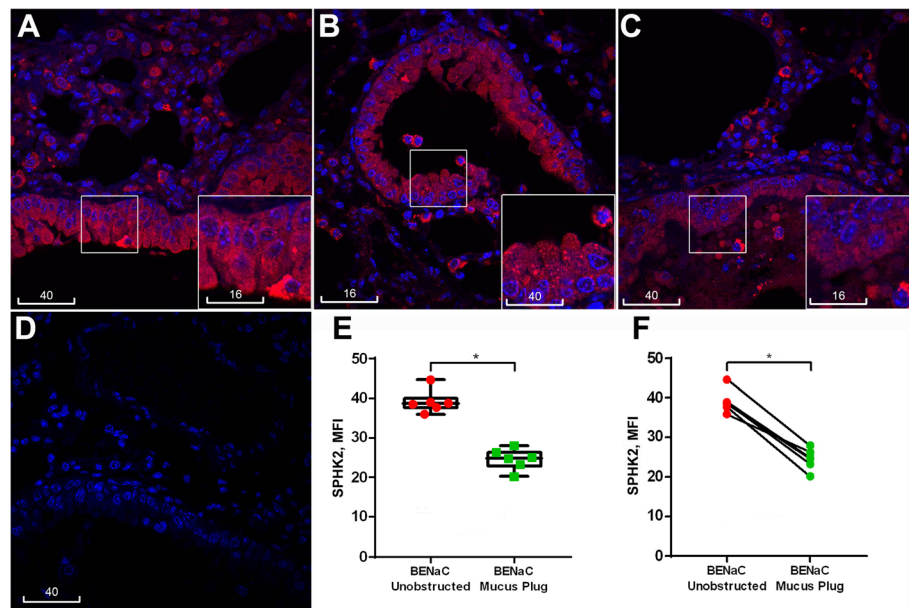 A
B
C
40
16
16
40
40
16
D
40
E
F
*
*
SPHK2, MFI
50
40
30
20
10
0
BENaC
Unobstructed
BENaC
Mucus Plug
SPHK2, MFI
50
40
30
20
10
0
BENaC
Unobstructed
BENaC
Mucus Plug